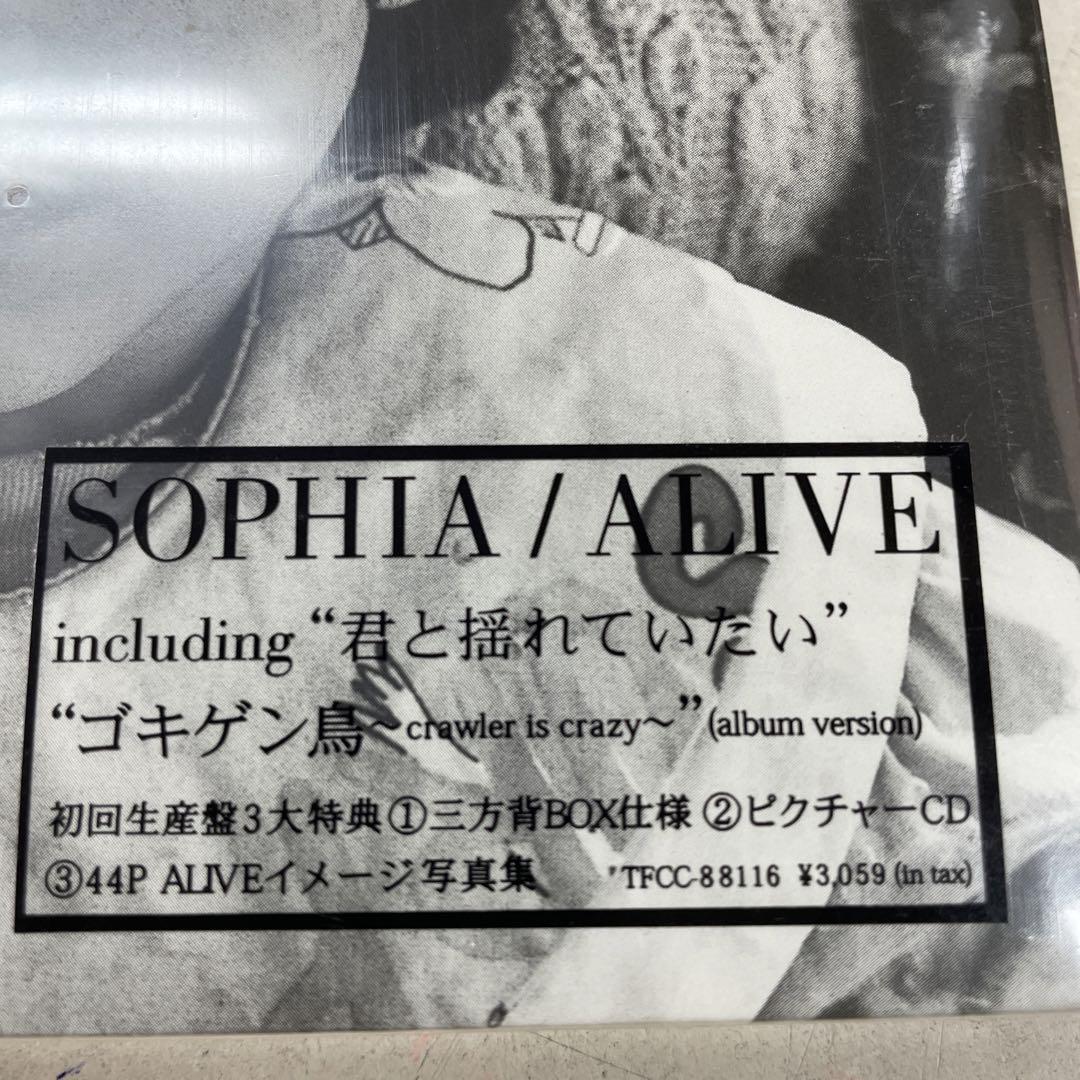 SOPHIA / ALIVE
including “君と揺れていたい”
“ゴキゲン鳥～crawler is crazy～”(album version)
初回生産盤3大特典①三方背BOX仕様 ②ピクチャーCD
③44P ALIVEイメージ写真集 TFCC-88116 ¥3,059 (in tax)